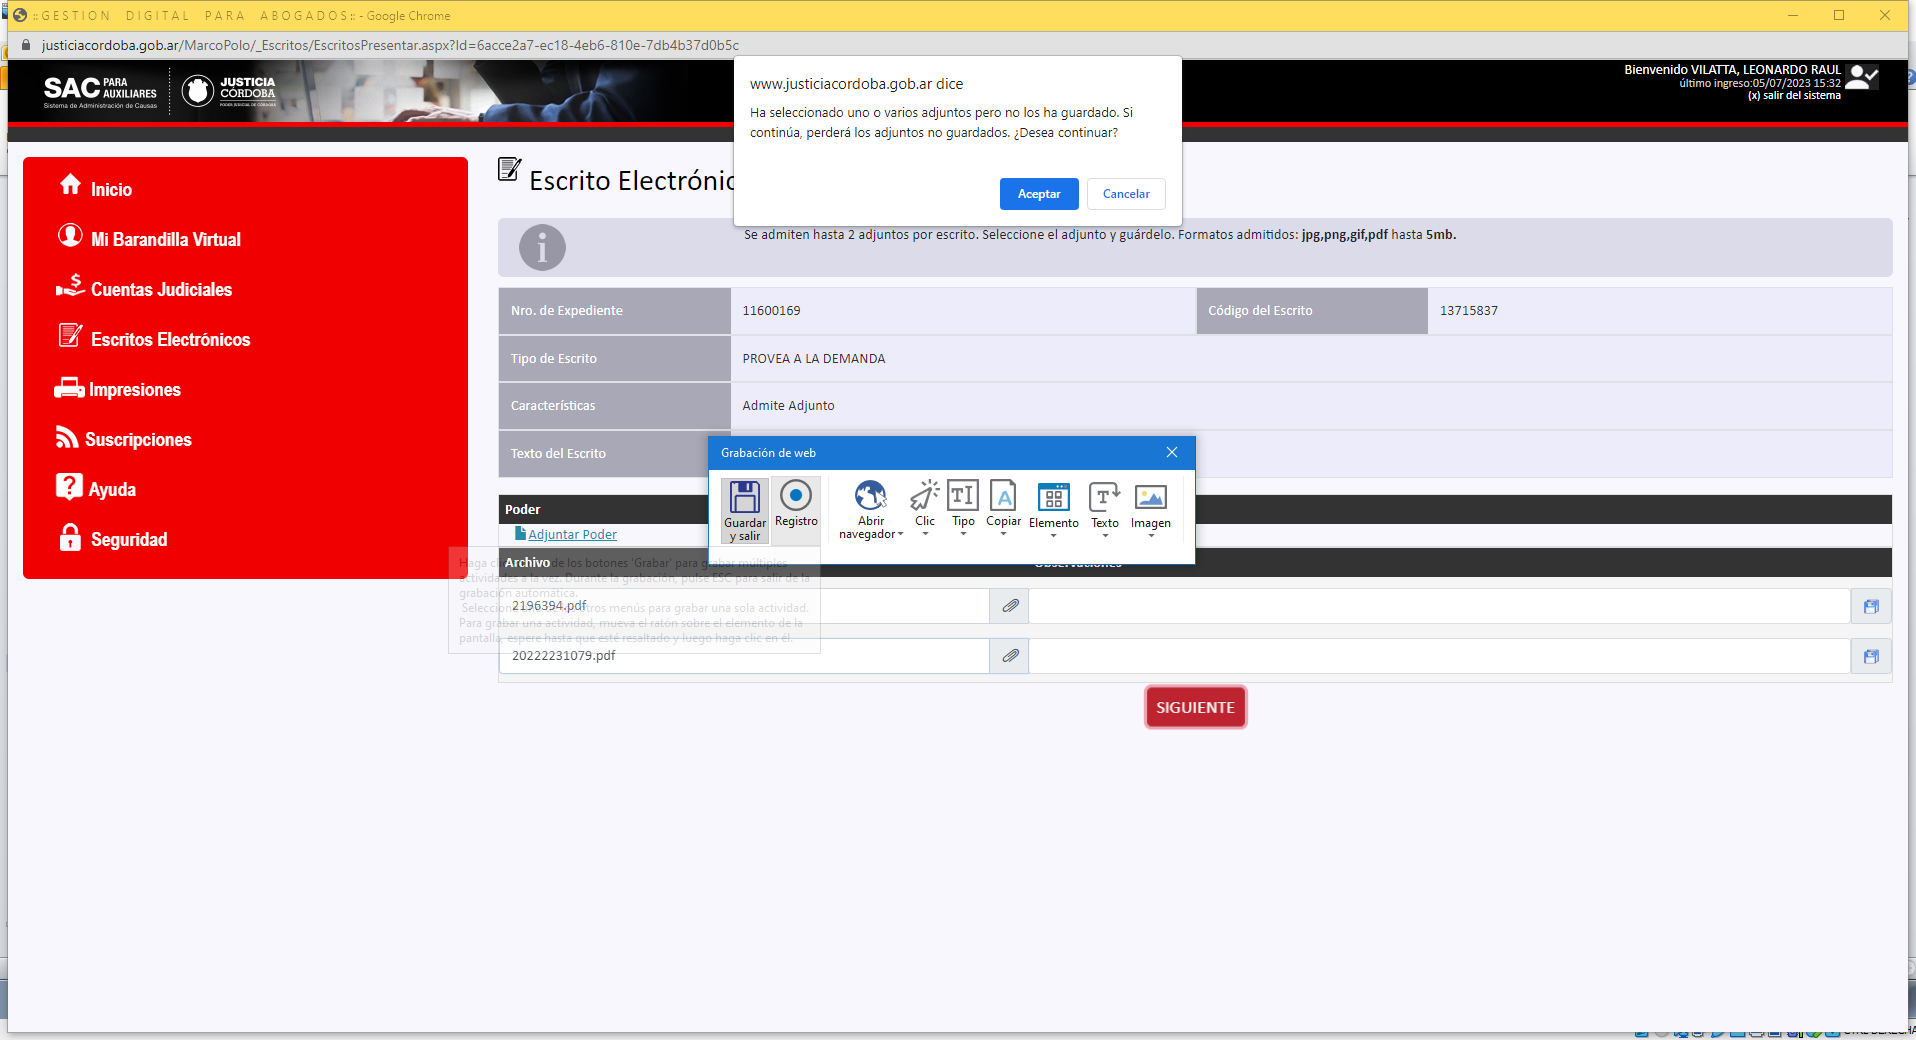 :: G E S T I O N   D I G I T A L   P A R A   A B O G A D O S :: - Google Chrome
justiciacordoba.gob.ar/MarcoPolo/_Escritos/EscritosPresentar.aspx?Id=6acce2a7-ec18-4eb6-810e-7db4b37d0b5c
SAC PARA AUXILIARES
Sistema de Administración de Causas
JUSTICIA CÓRDOBA
PODER JUDICIAL DE CÓRDOBA
Bienvenido VILATTA, LEONARDO RAUL
último ingreso:05/07/2023 15:32
(x) salir del sistema
www.justiciacordoba.gob.ar dice
Ha seleccionado uno o varios adjuntos pero no los ha guardado. Si
continúa, perderá los adjuntos no guardados. ¿Desea continuar?
Aceptar
Cancelar
Inicio
Mi Barandilla Virtual
Cuentas Judiciales
Escritos Electrónicos
Impresiones
Suscripciones
Ayuda
Seguridad
Escrito Electrónic
Se admiten hasta 2 adjuntos por escrito. Seleccione el adjunto y guárdelo. Formatos admitidos: jpg,png,gif,pdf hasta 5mb.
Nro. de Expediente
11600169
Código del Escrito
13715837
Tipo de Escrito
PROVEA A LA DEMANDA
Características
Admite Adjunto
Texto del Escrito
Grabación de web
Guardar y salir
Registro
Abrir navegador
Clic
Tipo
Copiar
Elemento
Texto
Imagen
Poder
Adjuntar Poder
Archivo
Observaciones
Haga cli de los botones 'Grabar' para grabar múltiples
actividades a la vez. Durante la grabación, pulse ESC para salir de la
grabación automática.
Seleccion otros menús para grabar una sola actividad.
Para grabar una actividad, mueva el ratón sobre el elemento de la
pantalla, espere hasta que esté resaltado y luego haga clic en él.
2196394.pdf
20222231079.pdf
SIGUIENTE